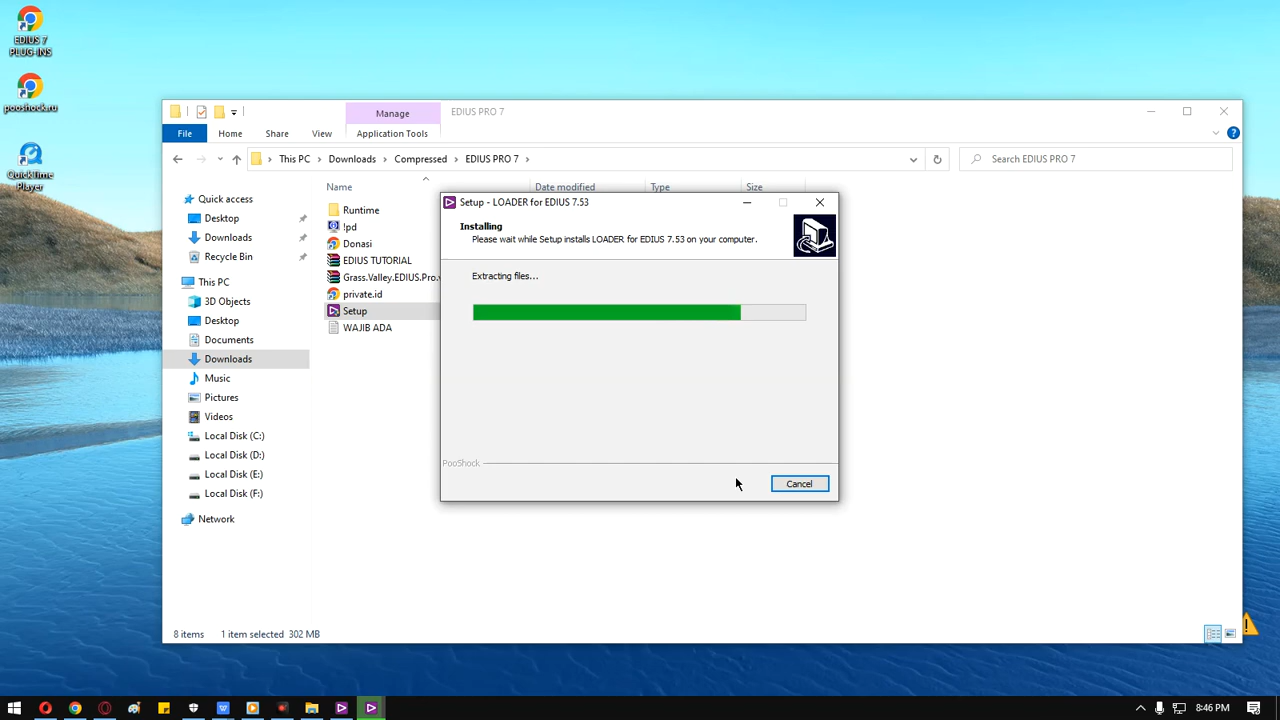 EDIUS 7
PLUG-INS
pooshock.ru
QuickTime
Player
Manage
EDIUS PRO 7
File
Home
Share
View
Application Tools
This PC
Downloads
Compressed
EDIUS PRO 7
Search EDIUS PRO 7
Name
Date modified
Type
Size
Quick access
Desktop
Downloads
Recycle Bin
This PC
3D Objects
Desktop
Documents
Downloads
Music
Pictures
Videos
Local Disk (C:)
Local Disk (D:)
Local Disk (E:)
Local Disk (F:)
Network
Runtime
!pd
Donasi
EDIUS TUTORIAL
Grass.Valley.EDIUS.Pro.
private.id
Setup
WAJIB ADA
Setup - LOADER for EDIUS 7.53
Installing
Please wait while Setup installs LOADER for EDIUS 7.53 on your computer.
Extracting files...
PooShock
Cancel
8 items
1 item selected 302 MB
8:46 PM